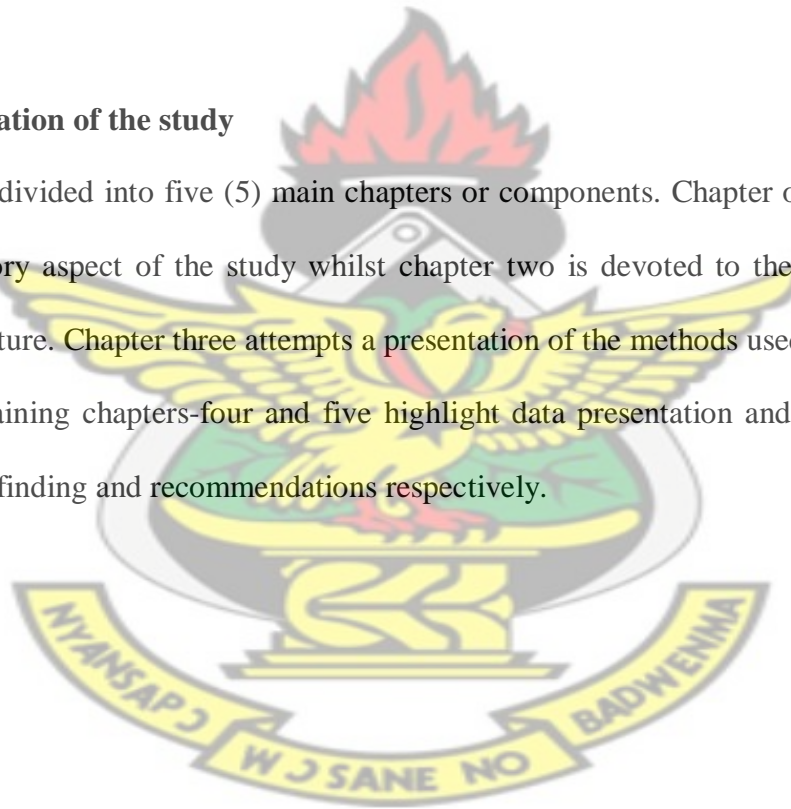 ation of the study
divided into five (5) main chapters or components. Chapter o
ory aspect of the study whilst chapter two is devoted to the
ture. Chapter three attempts a presentation of the methods used
aining chapters-four and five highlight data presentation and
finding and recommendations respectively.
NYANSAPƆ WƆSANE NO BADWENMA